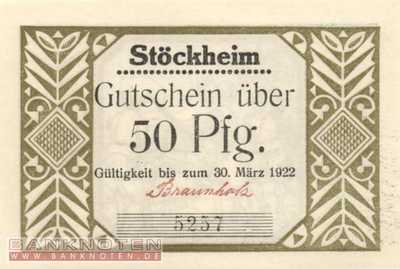 Stöckheim
Gutschein über
50 Pfg.
Gültigkeit bis zum 30. März 1922
Braunholz
5257
BANKNOTEN
WWW.BANKNOTEN.DE